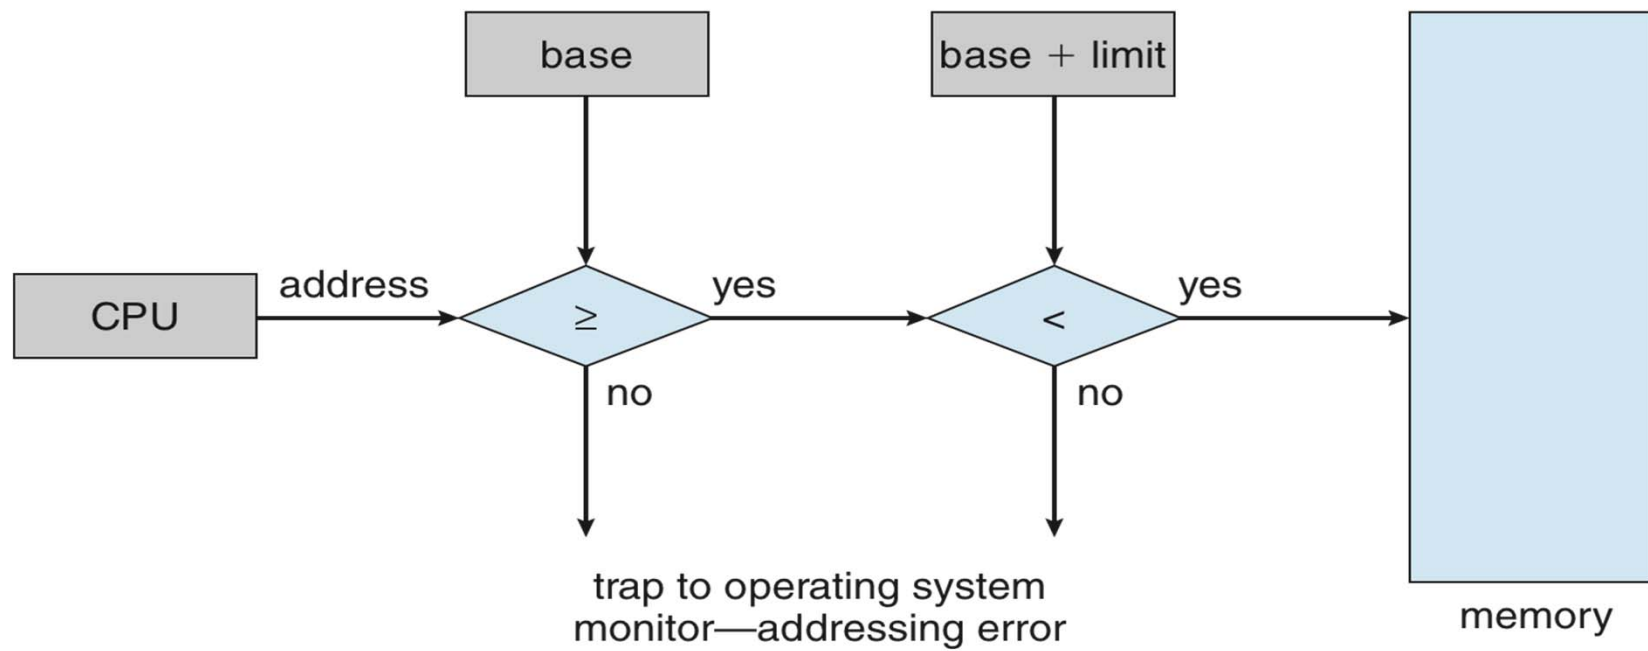 base
base + limit
CPU
address
≥
yes
<
yes
no
no
trap to operating system
monitor—addressing error
memory